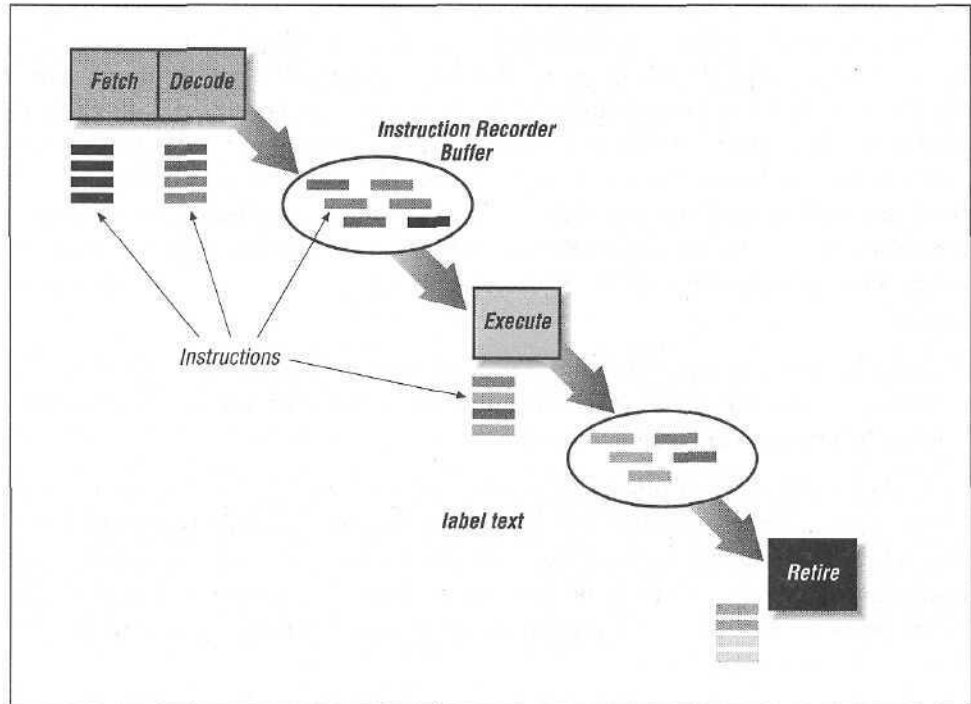 Fetch
Decode
Instruction Recorder
Buffer
Execute
Instructions
label text
Retire